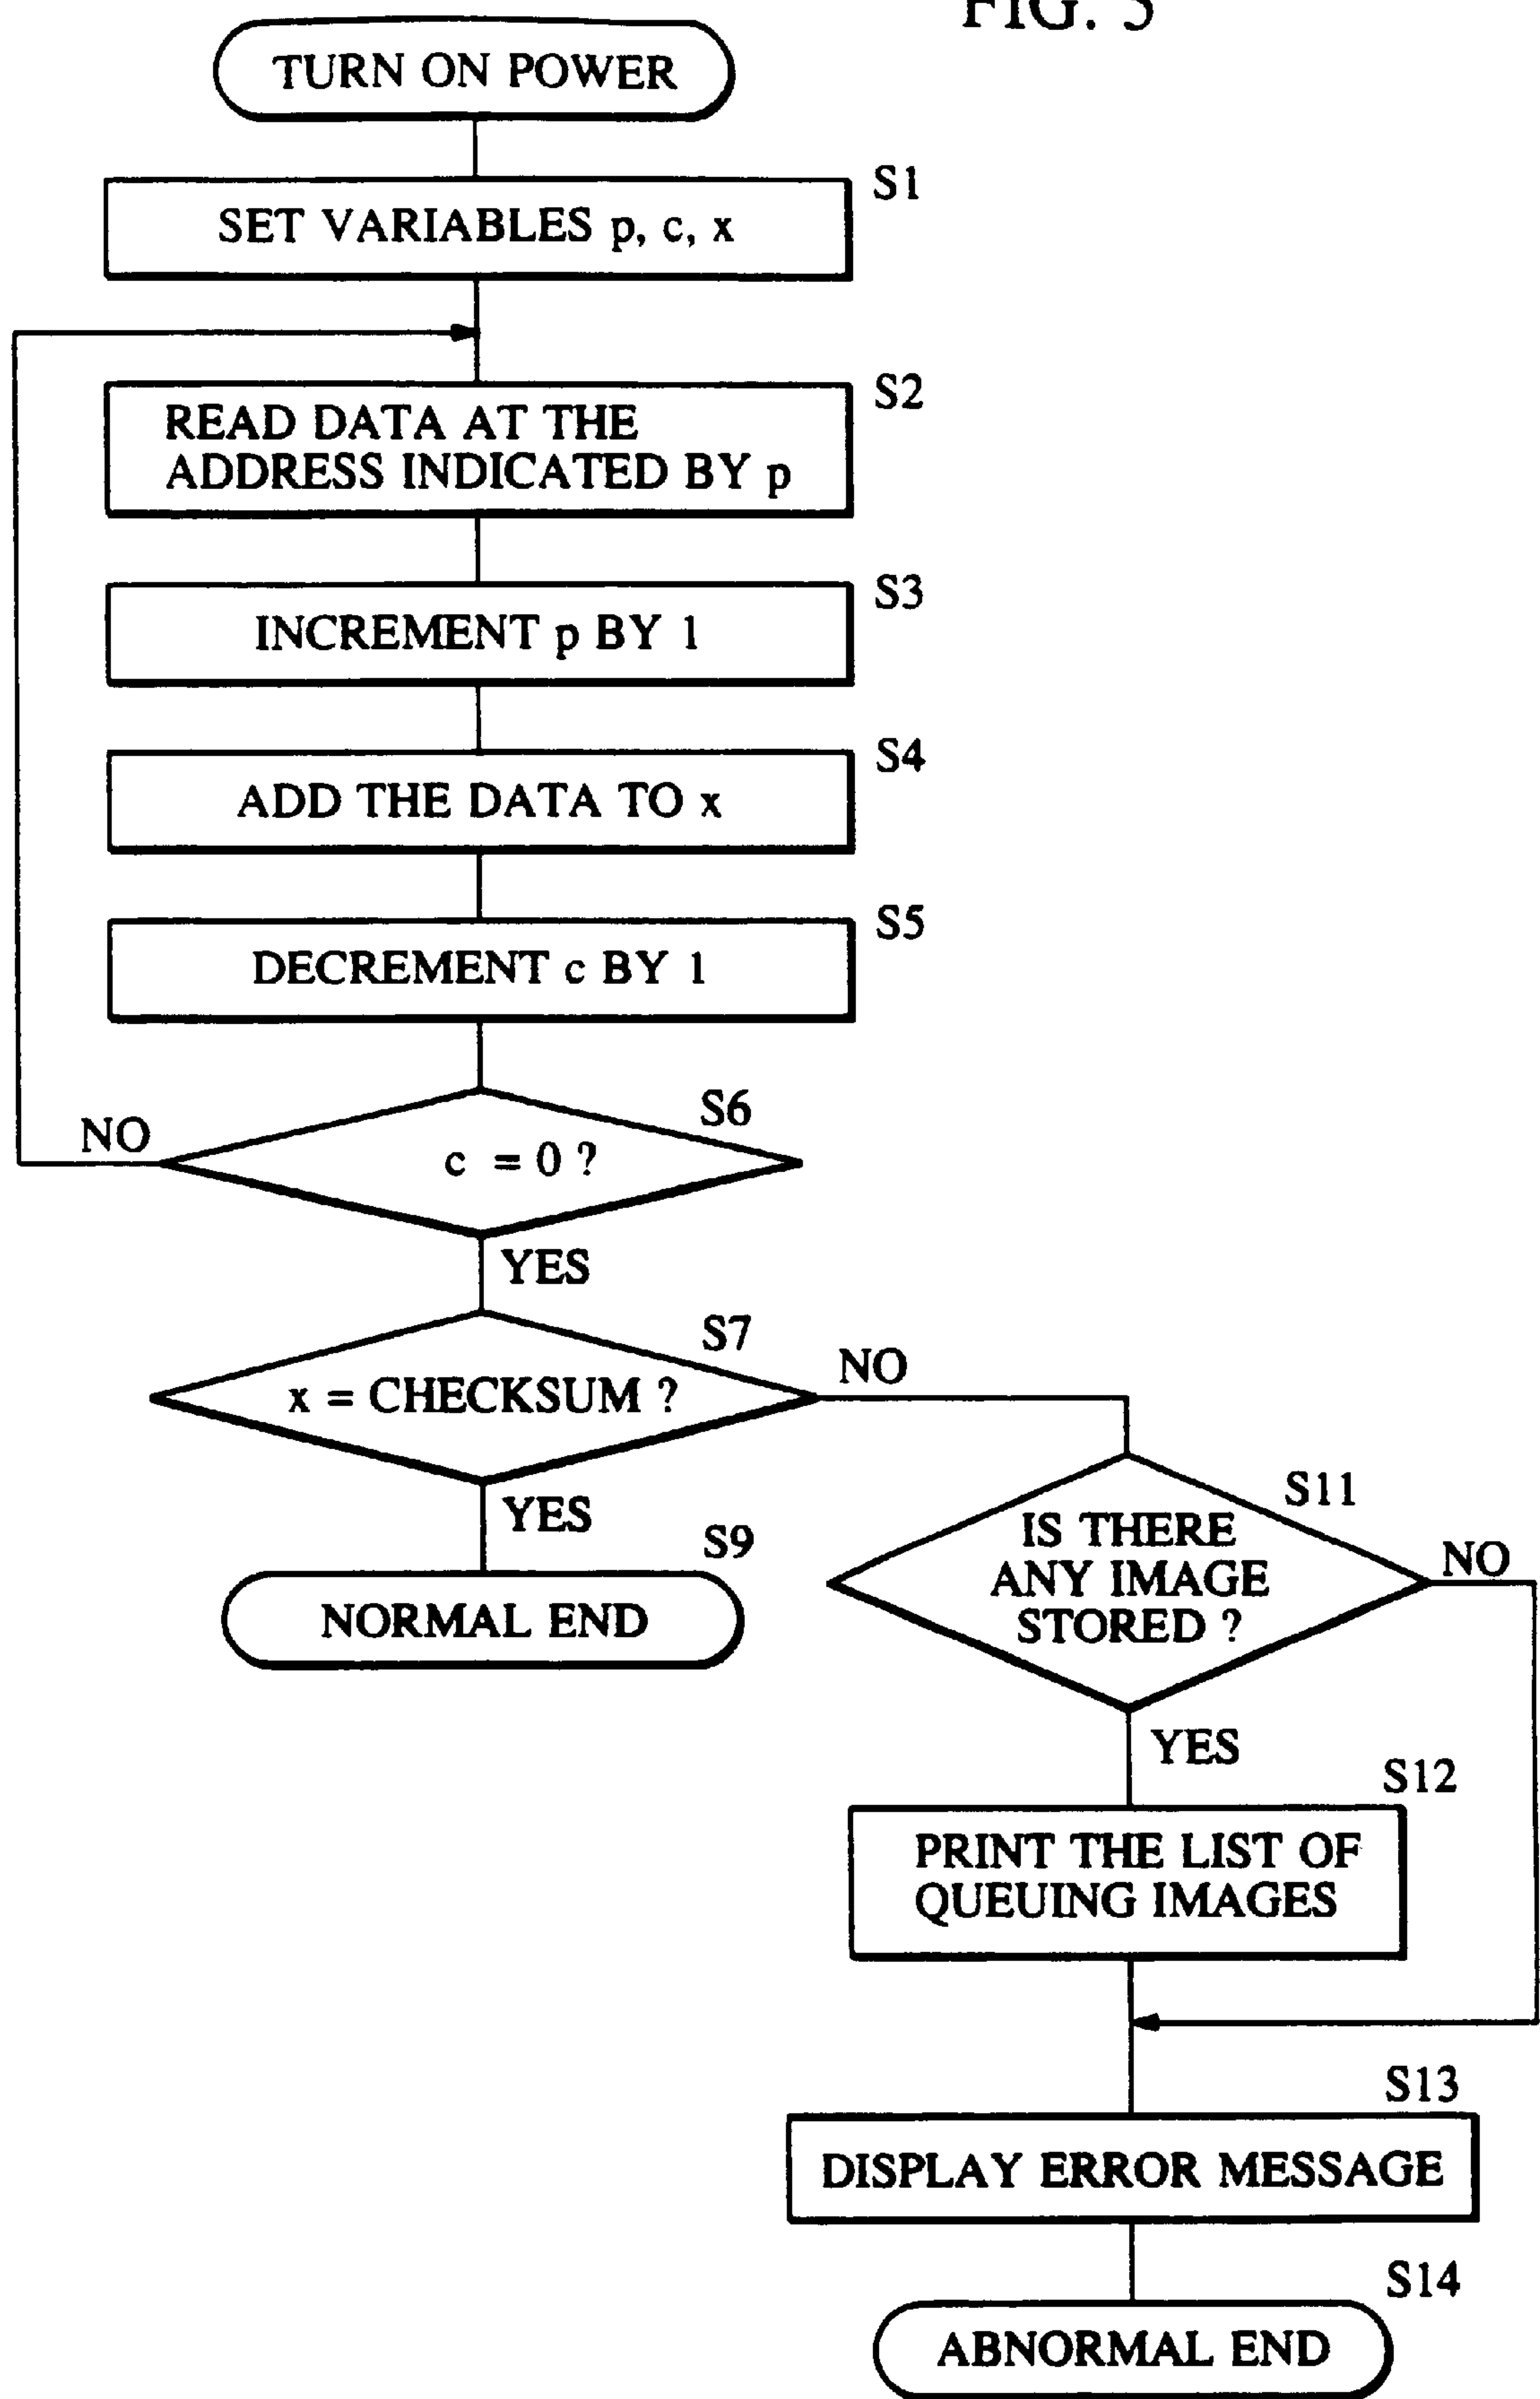 FIG. 5
TURN ON POWER
S1
SET VARIABLES p, c, x
S2
READ DATA AT THE
ADDRESS INDICATED BY p
S3
INCREMENT p BY 1
S4
ADD THE DATA TO x
S5
DECREMENT c BY 1
S6
NO
c = 0 ?
YES
S7
NO
x = CHECKSUM ?
YES
S9
NORMAL END
S11
IS THERE
ANY IMAGE
STORED ?
NO
YES
S12
PRINT THE LIST OF
QUEUING IMAGES
S13
DISPLAY ERROR MESSAGE
S14
ABNORMAL END